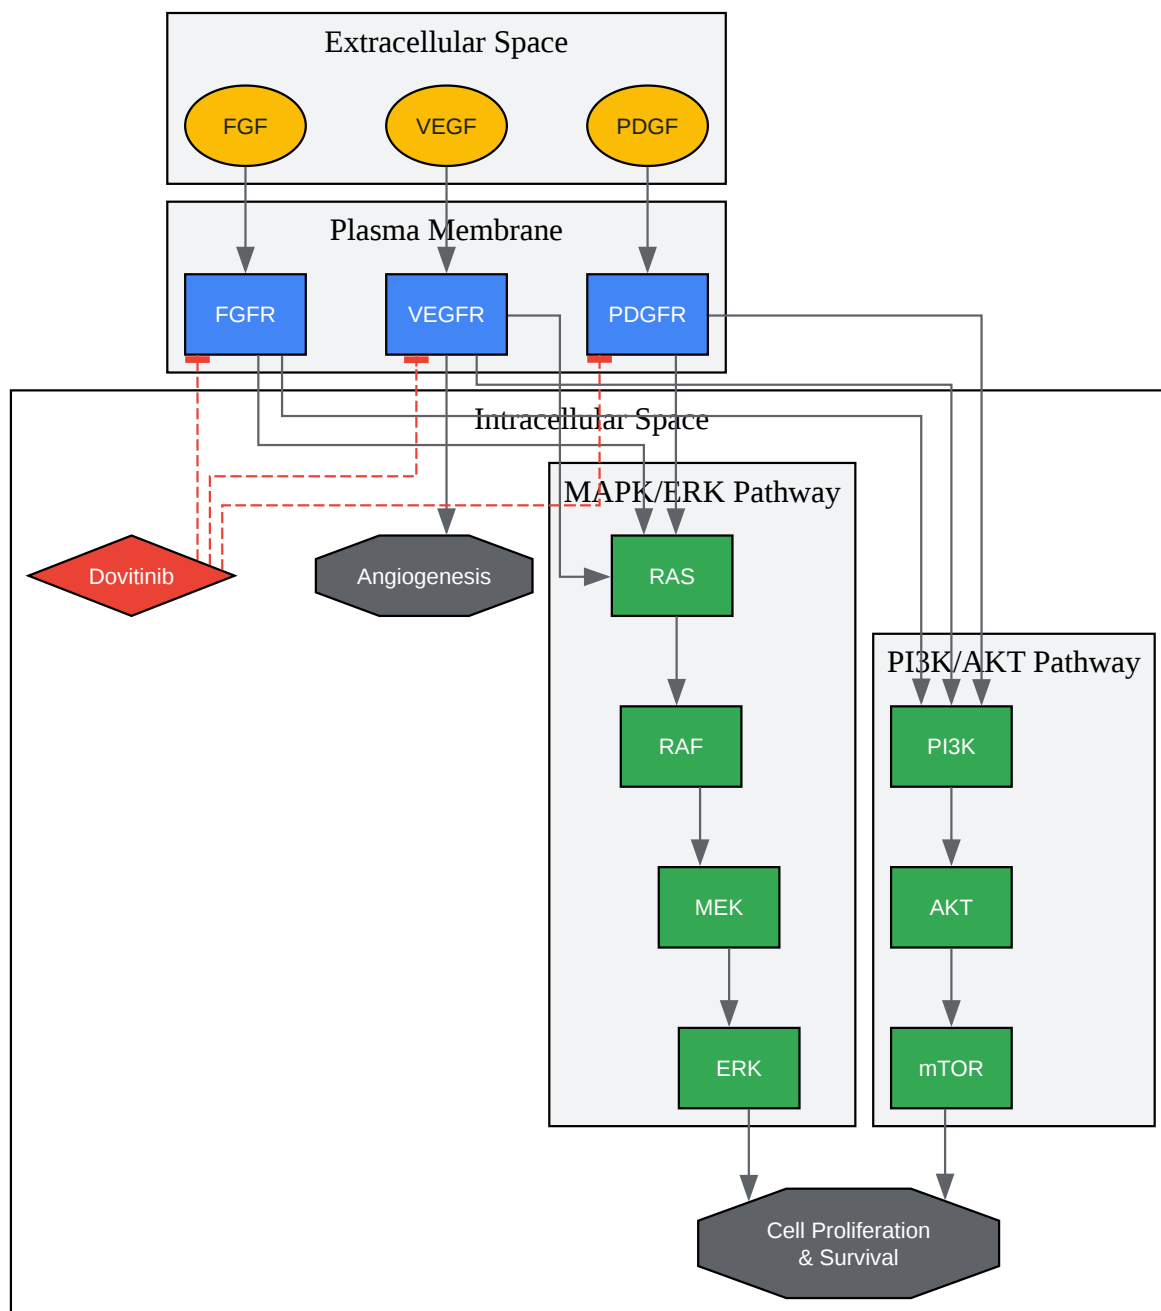 Extracellular Space
FGF
VEGF
PDGF
Plasma Membrane
FGFR
VEGFR
PDGFR
Intracellular Space
MAPK/ERK Pathway
Dovitinib
Angiogenesis
RAS
PI3K/AKT Pathway
RAF
PI3K
MEK
AKT
ERK
mTOR
Cell Proliferation
& Survival